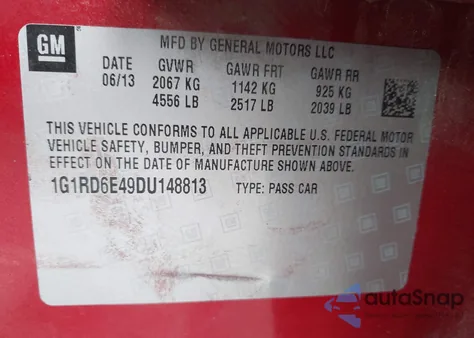 GM
MFD BY GENERAL MOTORS LLC
DATE GVWR GAWR FRT GAWR RR
06/13 2067 KG 1142 KG 925 KG
4556 LB 2517 LB 2039 LB
THIS VEHICLE CONFORMS TO ALL APPLICABLE U.S. FEDERAL MOTOR
VEHICLE SAFETY, BUMPER, AND THEFT PREVENTION STANDARDS IN
EFFECT ON THE DATE OF MANUFACTURE SHOWN ABOVE.
1G1RD6E49DU148813 TYPE: PASS CAR
autoSnap